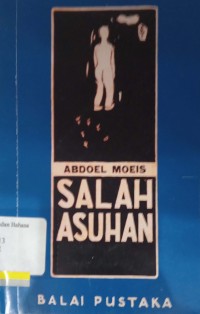 ABDOEL MOEIS
SALAH
ASUHAN
BALAI PUSTAKA